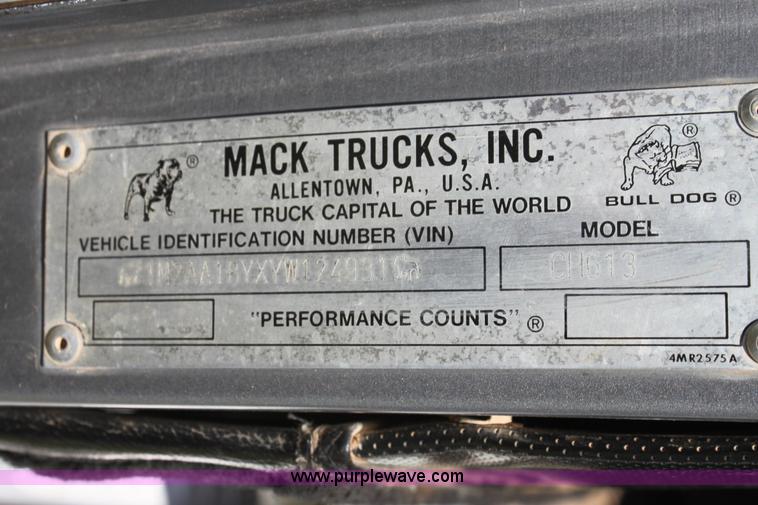 MACK TRUCKS, INC.
ALLENTOWN, PA., U.S.A.
THE TRUCK CAPITAL OF THE WORLD
BULL DOG ®
®
®
VEHICLE IDENTIFICATION NUMBER (VIN)
MODEL
1M2AA18YXYW124931
CH613
"PERFORMANCE COUNTS" ®
4MR2575A
www.purplewave.com